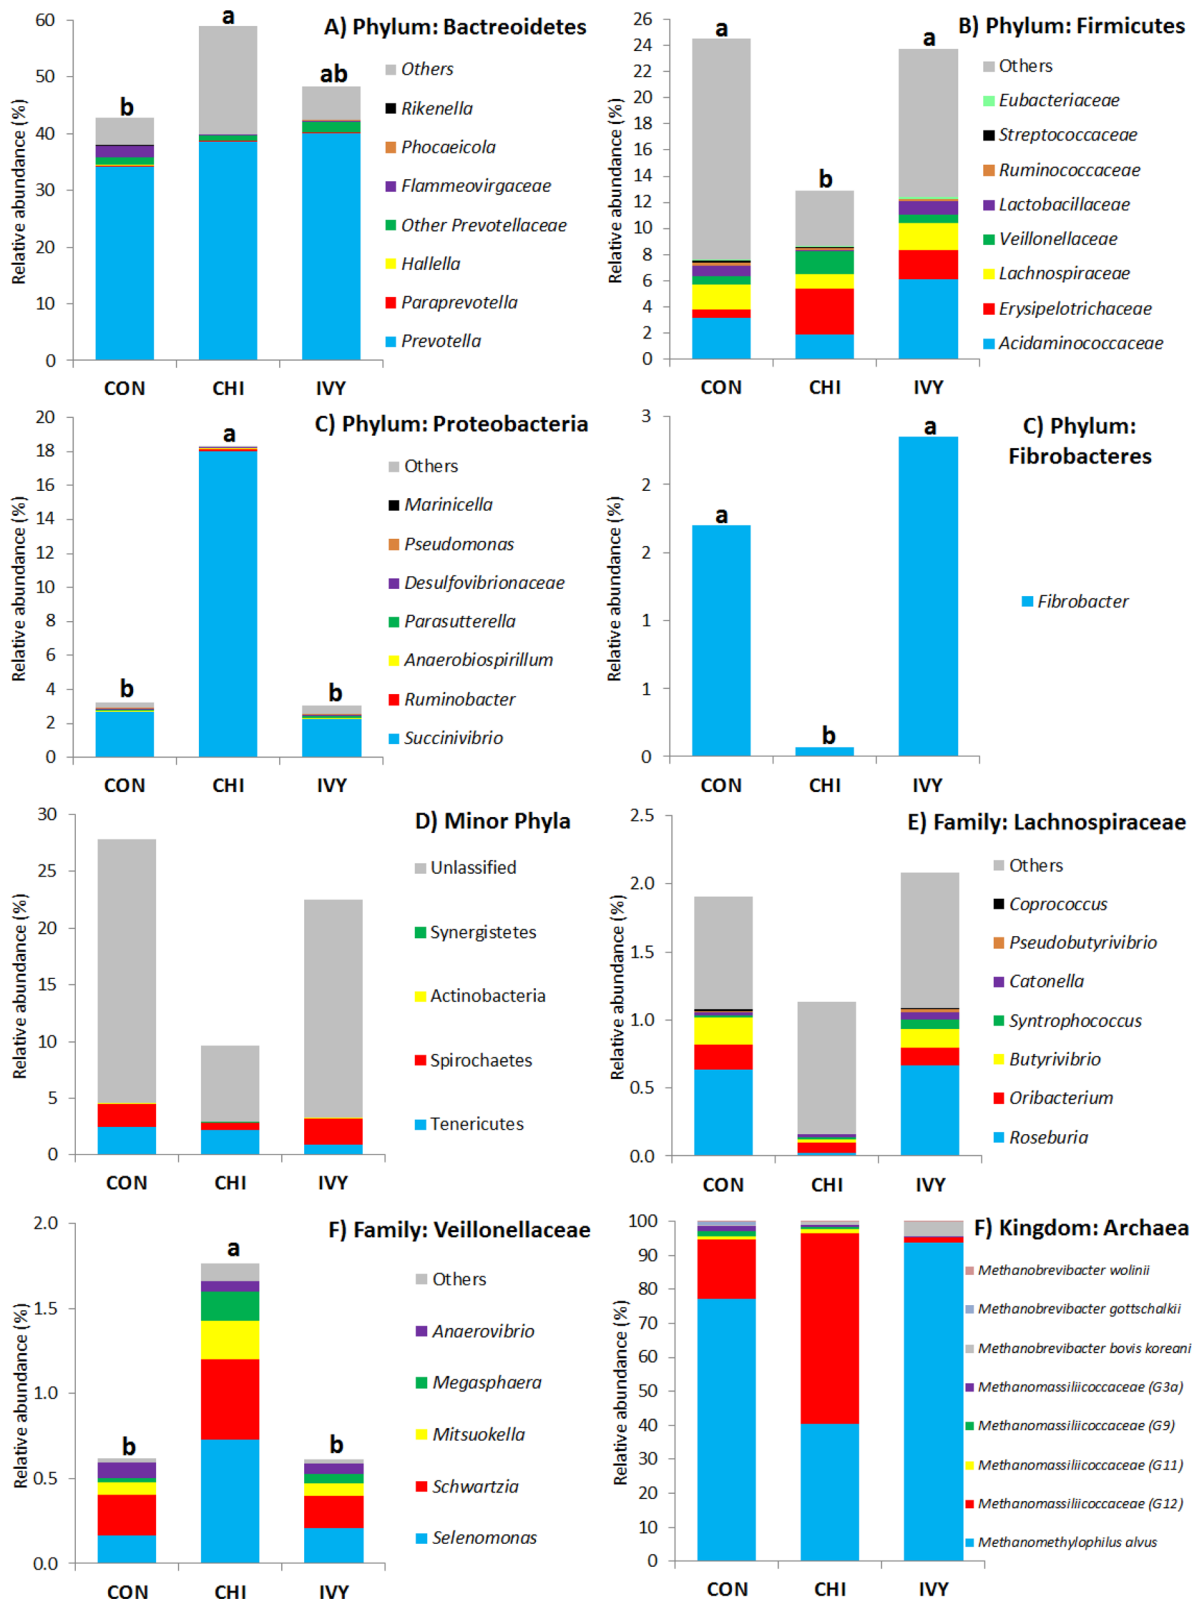 A) Phylum: Bactreoidetes
Relative abundance (%)
60
50
40
30
20
10
0
b
a
ab
CON CHI IVY
Others
Rikenella
Phocaeicola
Flammeovirgaceae
Other Prevotellaceae
Hallella
Paraprevotella
Prevotella
B) Phylum: Firmicutes
Relative abundance (%)
26
24
22
20
18
16
14
12
10
8
6
4
2
0
a
b
a
CON CHI IVY
Others
Eubacteriaceae
Streptococcaceae
Ruminococcaceae
Lactobacillaceae
Veillonellaceae
Lachnospiraceae
Erysipelotrichaceae
Acidaminococcaceae
C) Phylum: Proteobacteria
Relative abundance (%)
20
18
16
14
12
10
8
6
4
2
0
b
a
b
CON CHI IVY
Others
Marinicella
Pseudomonas
Desulfovibrionaceae
Parasutterella
Anaerobiospirillum
Ruminobacter
Succinivibrio
C) Phylum:
Fibrobacteres
Relative abundance (%)
3
2
2
1
1
0
a
b
a
CON CHI IVY
Fibrobacter
D) Minor Phyla
Relative abundance (%)
30
25
20
15
10
5
0
CON CHI IVY
Unclassified
Synergistetes
Actinobacteria
Spirochaetes
Tenericutes
E) Family: Lachnospiraceae
Relative abundance (%)
2.5
2.0
1.5
1.0
0.5
0.0
CON CHI IVY
Others
Coprococcus
Pseudobutyrivibrio
Catonella
Syntrophococcus
Butyrivibrio
Oribacterium
Roseburia
F) Family: Veillonellaceae
Relative abundance (%)
2.0
1.5
1.0
0.5
0.0
b
a
b
CON CHI IVY
Others
Anaerovibrio
Megasphaera
Mitsuokella
Schwartzia
Selenomonas
F) Kingdom: Archaea
Relative abundance (%)
100
90
80
70
60
50
40
30
20
10
0
CON CHI IVY
Methanobrevibacter wolinii
Methanobrevibacter gottschalkii
Methanobrevibacter bovis koreani
Methanomassiliicoccaceae (G3a)
Methanomassiliicoccaceae (G9)
Methanomassiliicoccaceae (G11)
Methanomassiliicoccaceae (G12)
Methanomethylophilus alvus